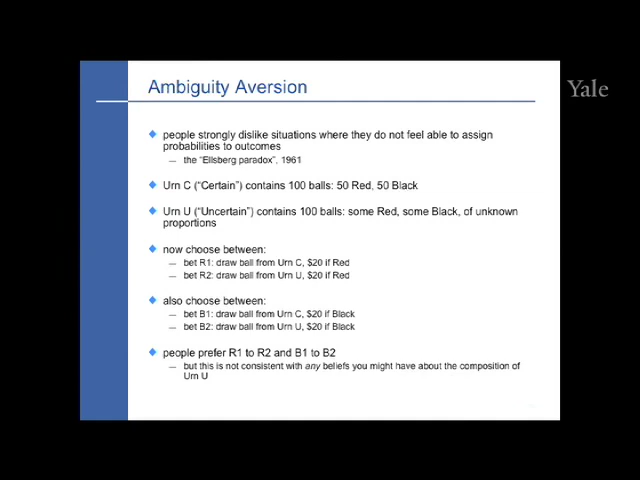 Ambiguity Aversion
Yale
people strongly dislike situations where they do not feel able to assign
probabilities to outcomes
— the "Ellsberg paradox", 1961
Urn C ("Certain") contains 100 balls: 50 Red, 50 Black
Urn U ("Uncertain") contains 100 balls: some Red, some Black, of unknown
proportions
now choose between:
— bet R1: draw ball from Urn C, $20 if Red
— bet R2: draw ball from Urn U, $20 if Red
also choose between:
— bet B1: draw ball from Urn C, $20 if Black
— bet B2: draw ball from Urn U, $20 if Black
people prefer R1 to R2 and B1 to B2
— but this is not consistent with any beliefs you might have about the composition of
Urn U